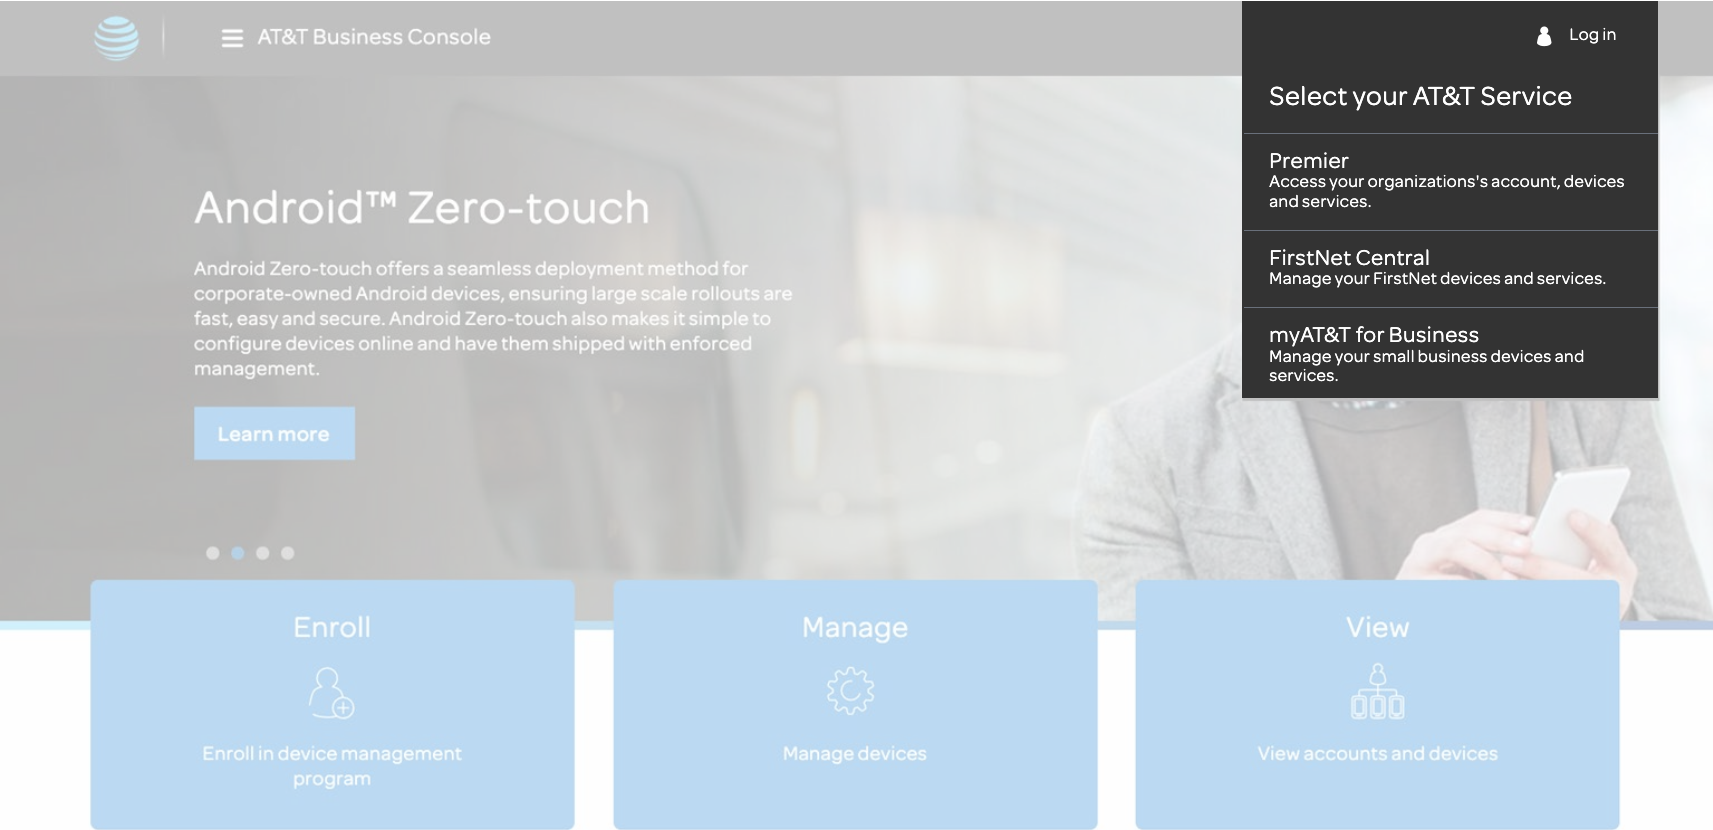 AT&T Business Console
Log in
Select your AT&T Service
Premier
Access your organizations's account, devices
and services.
FirstNet Central
Manage your FirstNet devices and services.
myAT&T for Business
Manage your small business devices and
services.
Android™ Zero-touch
Android Zero-touch offers a seamless deployment method for
corporate-owned Android devices, ensuring large scale rollouts are
fast, easy and secure. Android Zero-touch also makes it simple to
configure devices online and have them shipped with enforced
management.
Learn more
Enroll
Enroll in device management
program
Manage
Manage devices
View
View accounts and devices